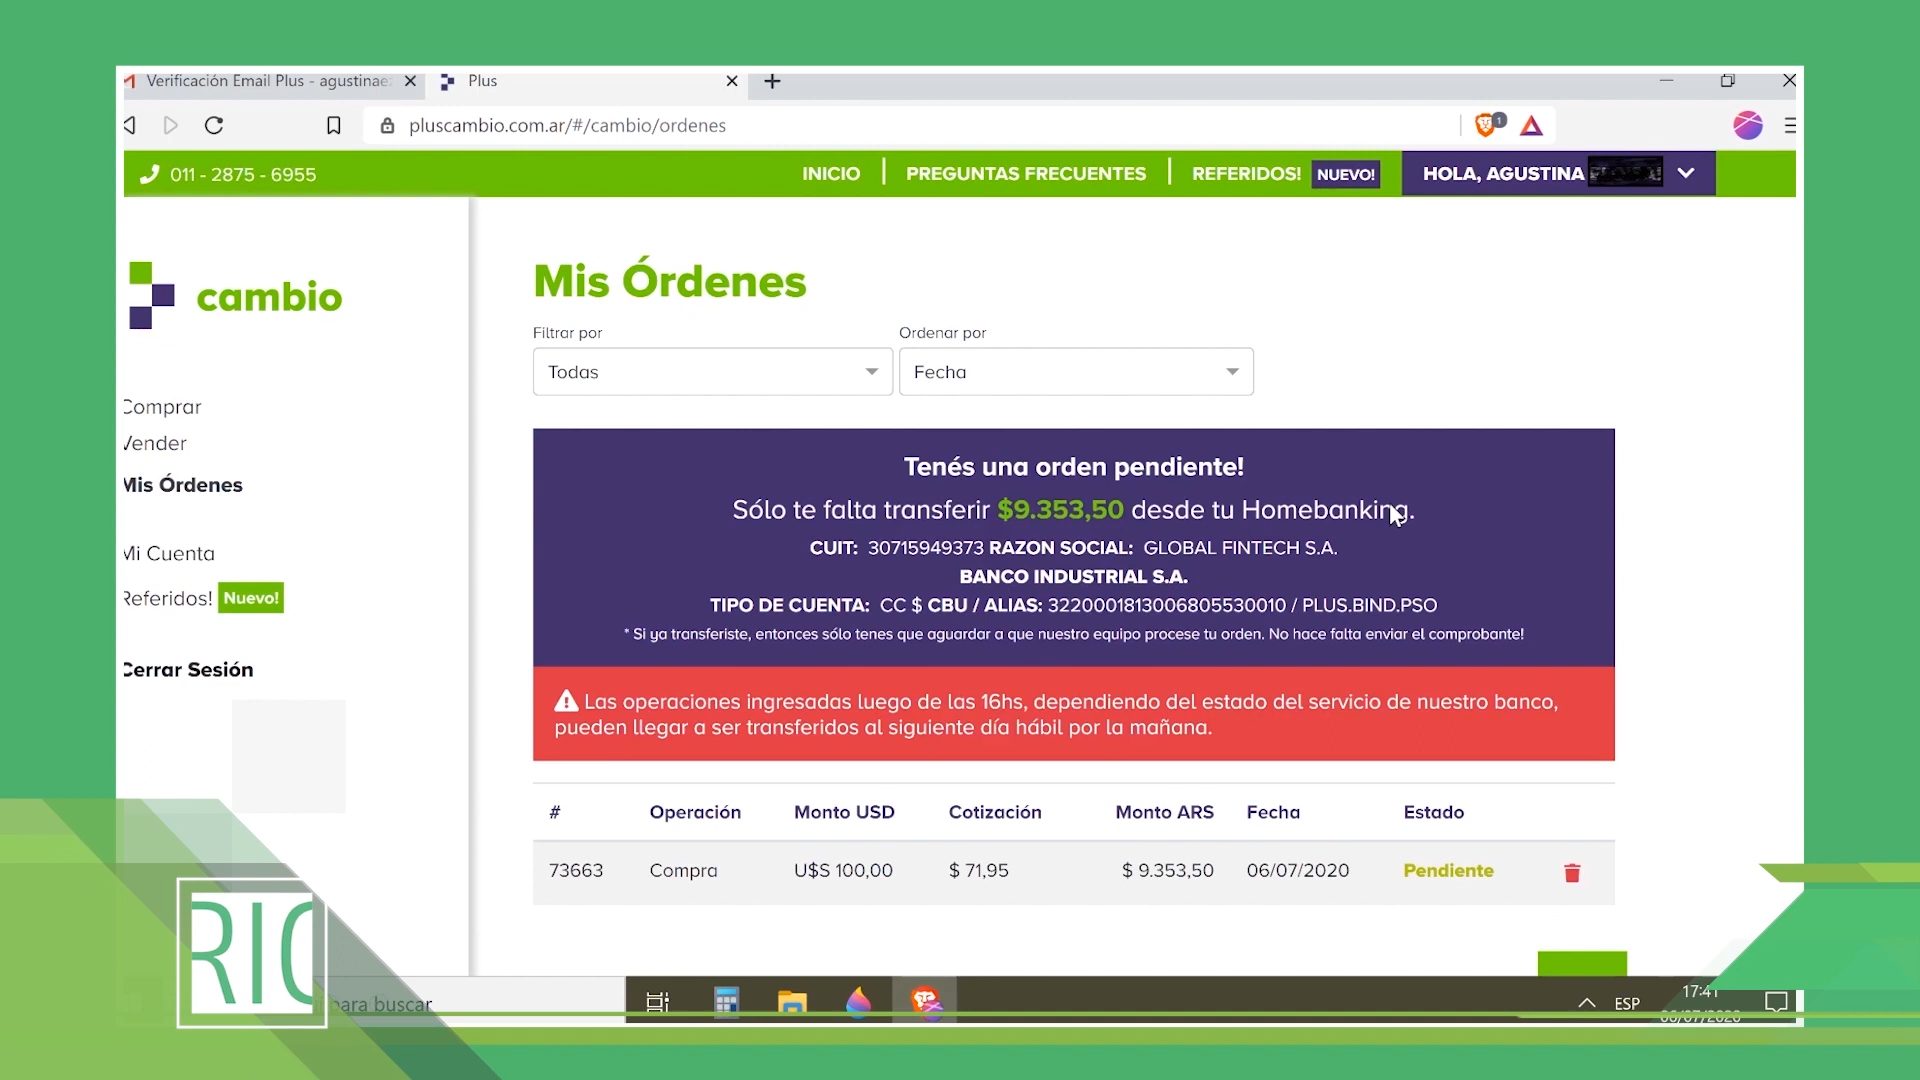 Verificación Email Plus - agustinae
Plus
pluscambio.com.ar/#/cambio/ordenes
1
011 - 2875 - 6955
INICIO
PREGUNTAS FRECUENTES
REFERIDOS! NUEVO!
HOLA, AGUSTINA
cambio
Comprar
Vender
Mis Órdenes
Mi Cuenta
Referidos! Nuevo!
Cerrar Sesión
Mis Órdenes
Filtrar por
Ordenar por
Todas
Fecha
Tenés una orden pendiente!
Sólo te falta transferir $9.353,50 desde tu Homebanking.
CUIT: 30715949373 RAZON SOCIAL: GLOBAL FINTECH S.A.
BANCO INDUSTRIAL S.A.
TIPO DE CUENTA: CC $ CBU / ALIAS: 3220001813006805530010 / PLUS.BIND.PSO
* Si ya transferiste, entonces sólo tenes que aguardar a que nuestro equipo procese tu orden. No hace falta enviar el comprobante!
Las operaciones ingresadas luego de las 16hs, dependiendo del estado del servicio de nuestro banco,
pueden llegar a ser transferidos al siguiente día hábil por la mañana.
# Operación Monto USD Cotización Monto ARS Fecha Estado
73663 Compra U$S 100,00 $ 71,95 $ 9.353,50 06/07/2020 Pendiente
RIC
para buscar
ESP
17:41
06/07/2020